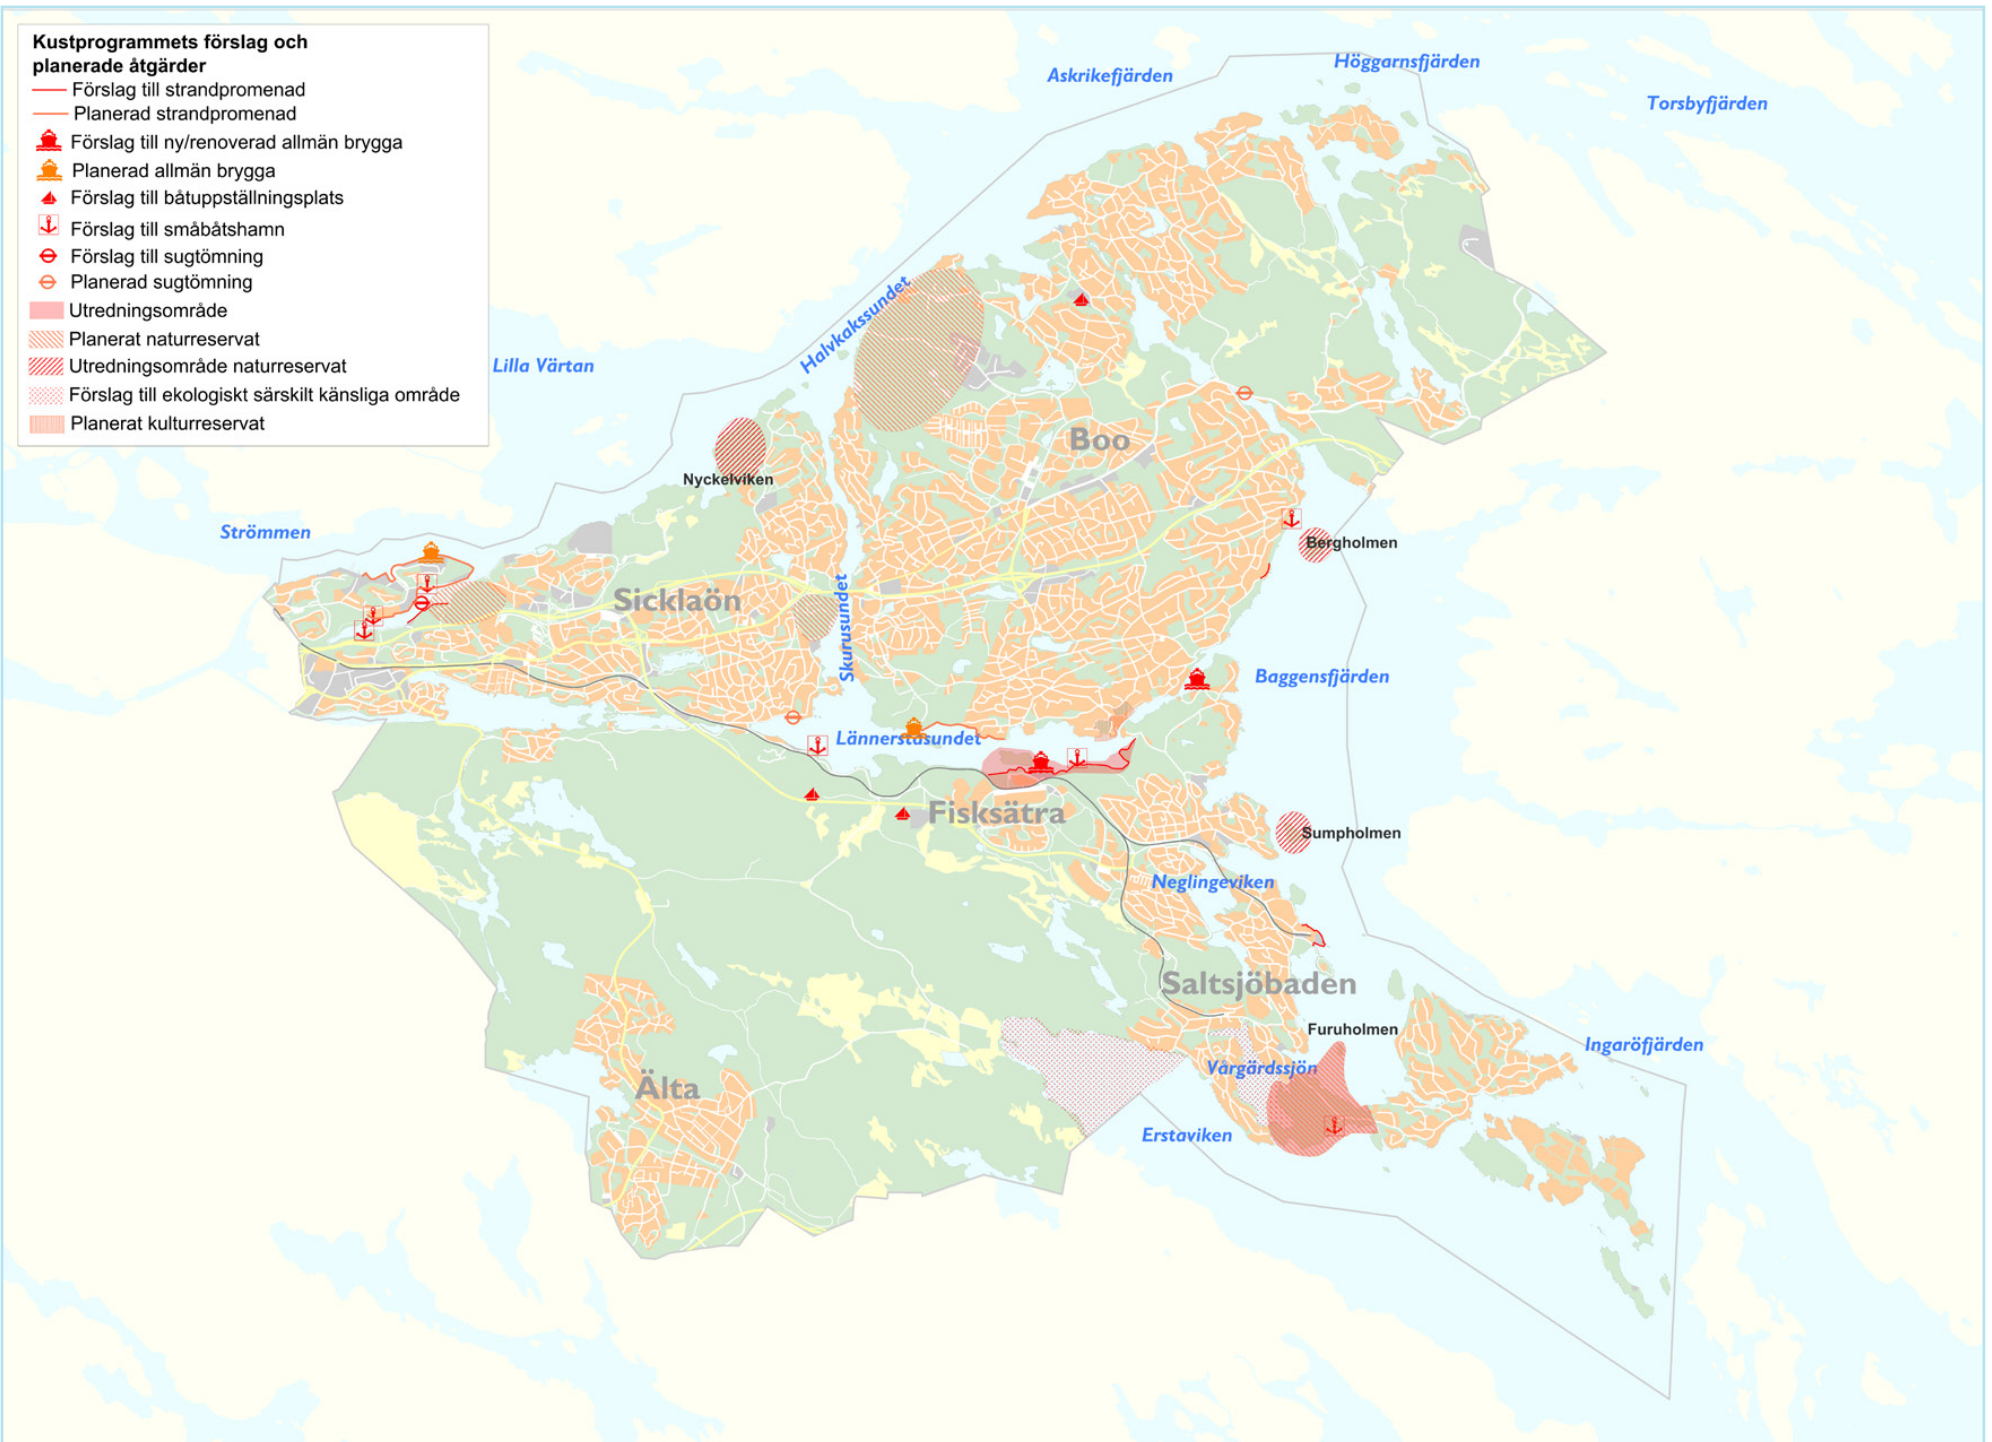 Kustprogrammets förslag och
planerade åtgärder
Förslag till strandpromenad
Planerad strandpromenad
Förslag till ny/renoverad allmän brygga
Planerad allmän brygga
Förslag till båtuppställningsplats
Förslag till småbåtshamn
Förslag till sugtömning
Planerad sugtömning
Utredningsområde
Planerat naturreservat
Utredningsområde naturreservat
Förslag till ekologiskt särskilt känsliga område
Planerat kulturreservat
Höggarnsfjärden
Askrikefjärden
Torsbyfjärden
Halvkakssundet
Lilla Värtan
Boo
Nyckelviken
Strömmen
Bergholmen
Sicklaön
Skurusundet
Baggensfjärden
Lännerstasundet
Fisksätra
Sumpholmen
Neglingeviken
Saltsjöbaden
Furuholmen
Ingaröfjärden
Vårgärdssjön
Älta
Erstaviken